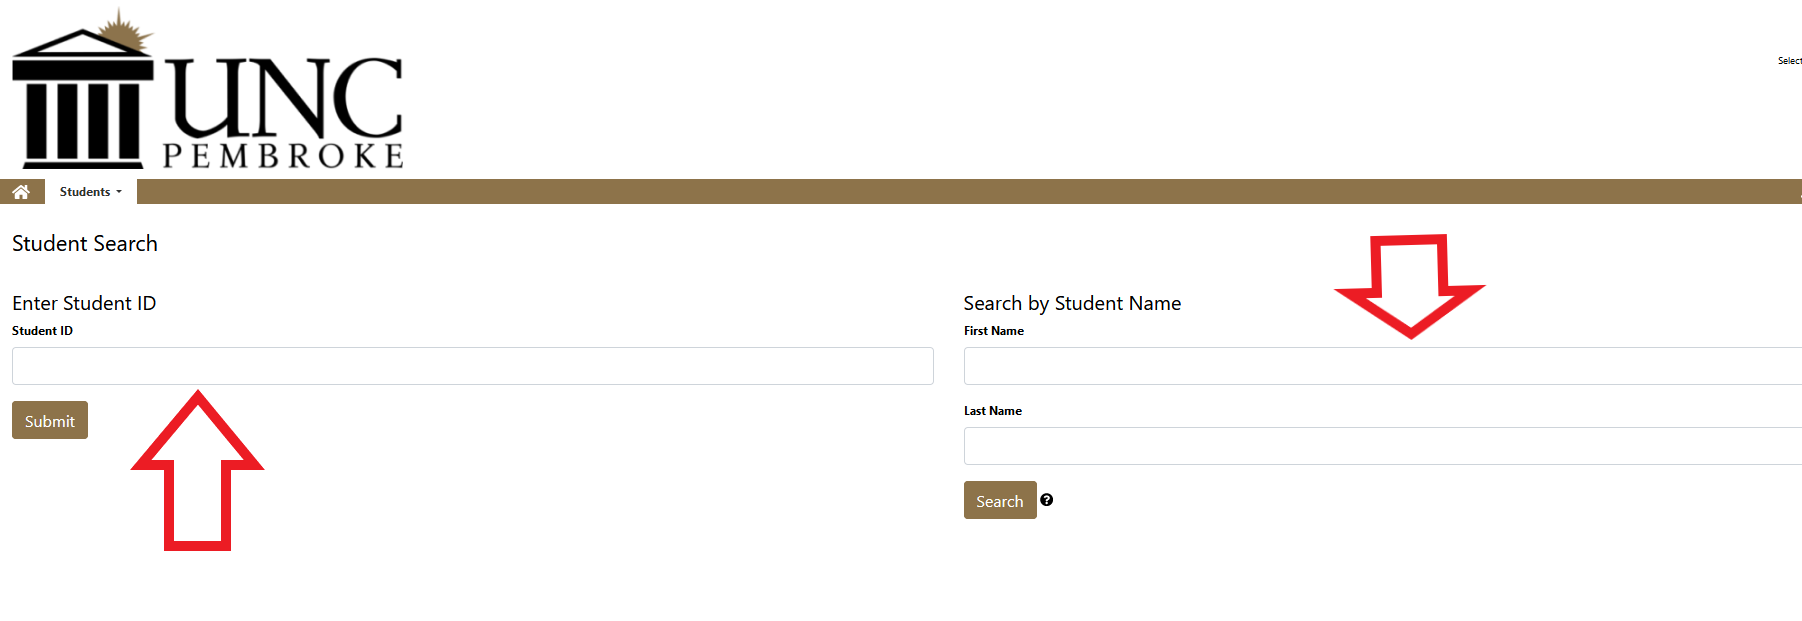 UNC
PEMBROKE
Select
Students
Student Search
Enter Student ID
Student ID
Submit
Search by Student Name
First Name
Last Name
Search